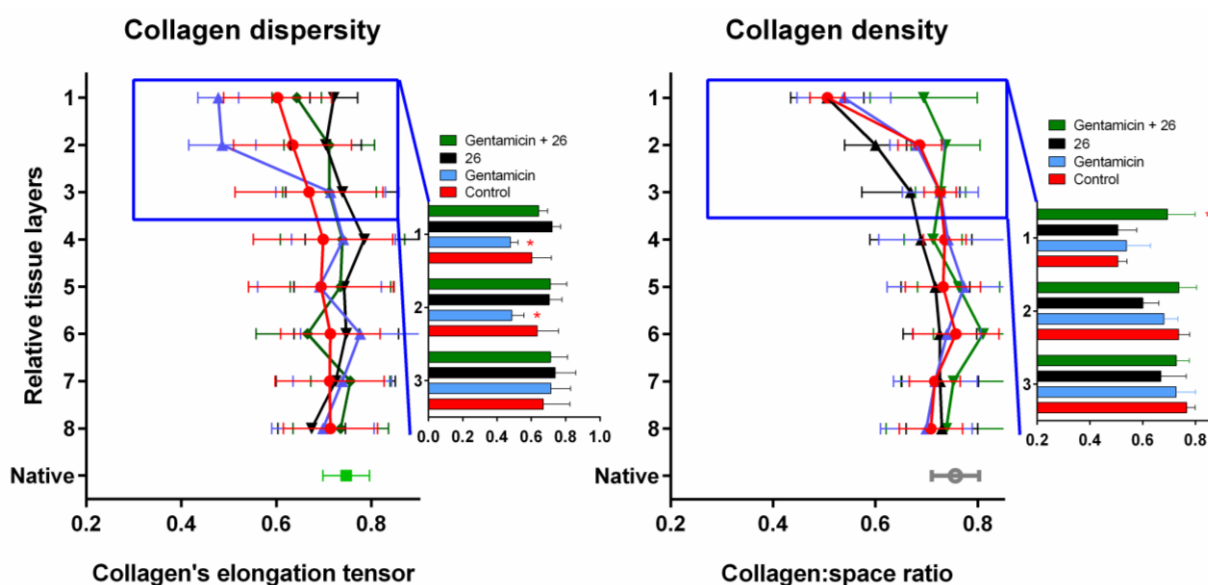 Collagen dispersity
1
2
3
4
5
6
7
8
Native
Relative tissue layers
0.2 0.4 0.6 0.8
Collagen's elongation tensor
Gentamicin + 26
26
Gentamicin
Control
1
*
2
*
3
0.0 0.2 0.4 0.6 0.8 1.0
Collagen density
1
2
3
4
5
6
7
8
Native
0.2 0.4 0.6 0.8
Collagen:space ratio
Gentamicin + 26
26
Gentamicin
Control
*
1
2
3
0.2 0.4 0.6 0.8